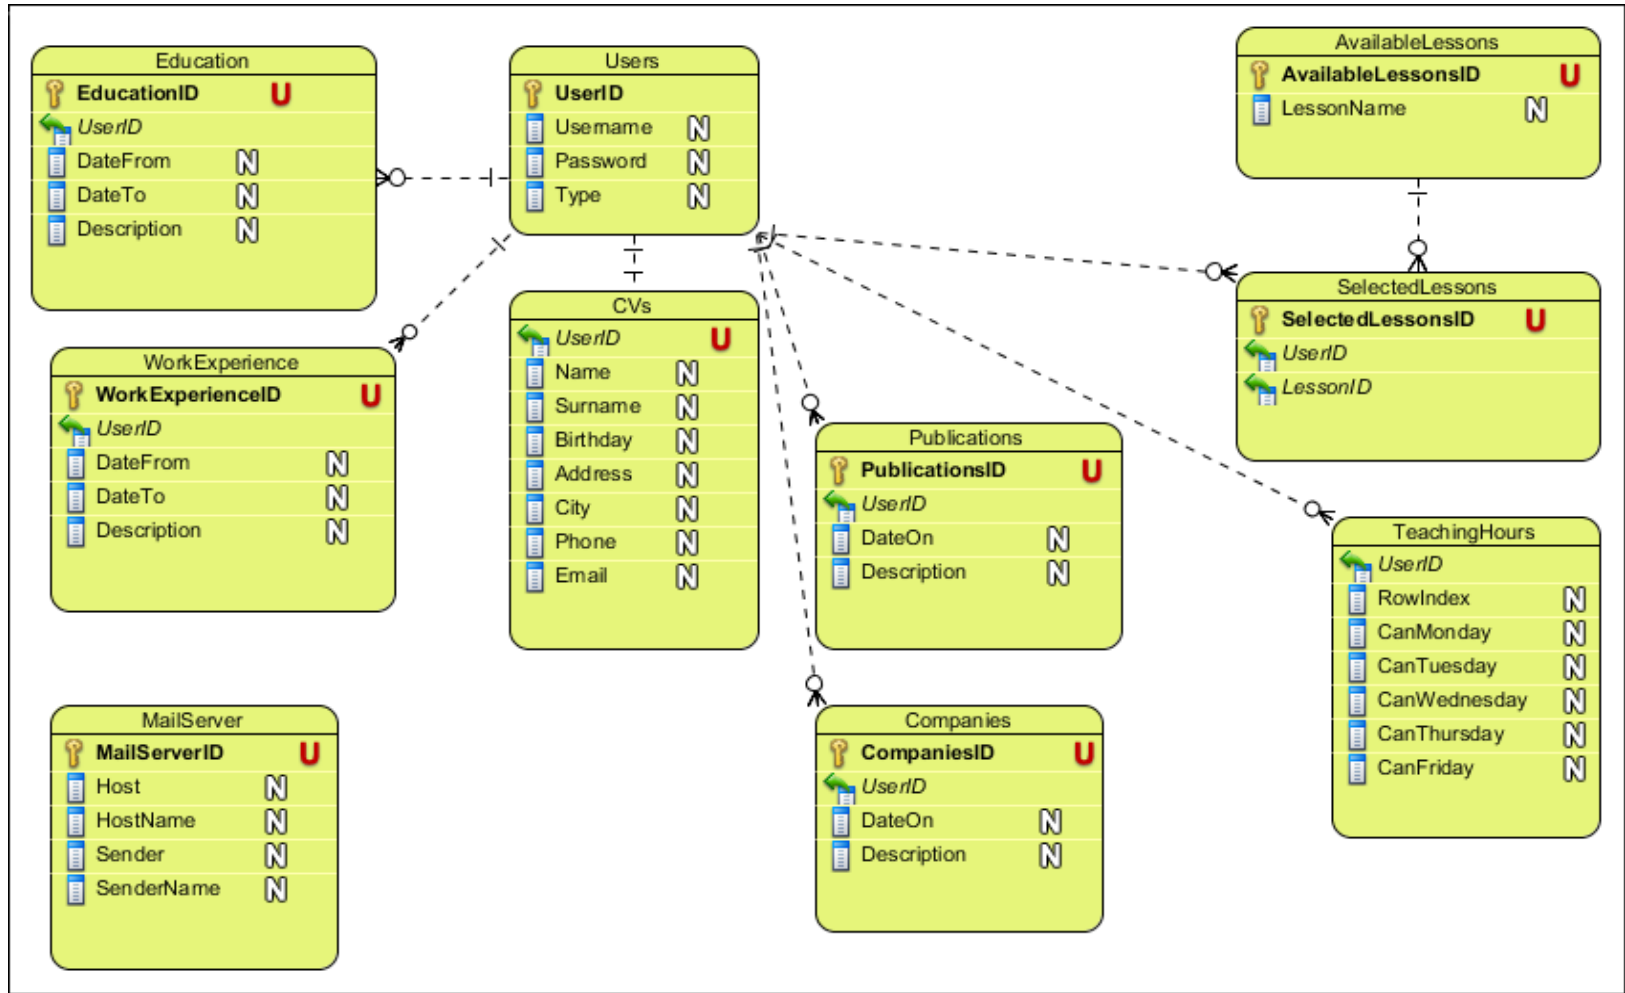 Education
EducationID U
UserID
DateFrom N
DateTo N
Description N
Users
UserID
Username N
Password N
Type N
AvailableLessons
AvailableLessonsID U
LessonName N
WorkExperience
WorkExperienceID U
UserID
DateFrom N
DateTo N
Description N
CVs
UserID U
Name N
Surname N
Birthday N
Address N
City N
Phone N
Email N
SelectedLessons
SelectedLessonsID U
UserID
LessonID
Publications
PublicationsID U
UserID
DateOn N
Description N
TeachingHours
UserID
RowIndex N
CanMonday N
CanTuesday N
CanWednesday N
CanThursday N
CanFriday N
MailServer
MailServerID U
Host N
HostName N
Sender N
SenderName N
Companies
CompaniesID U
UserID
DateOn N
Description N